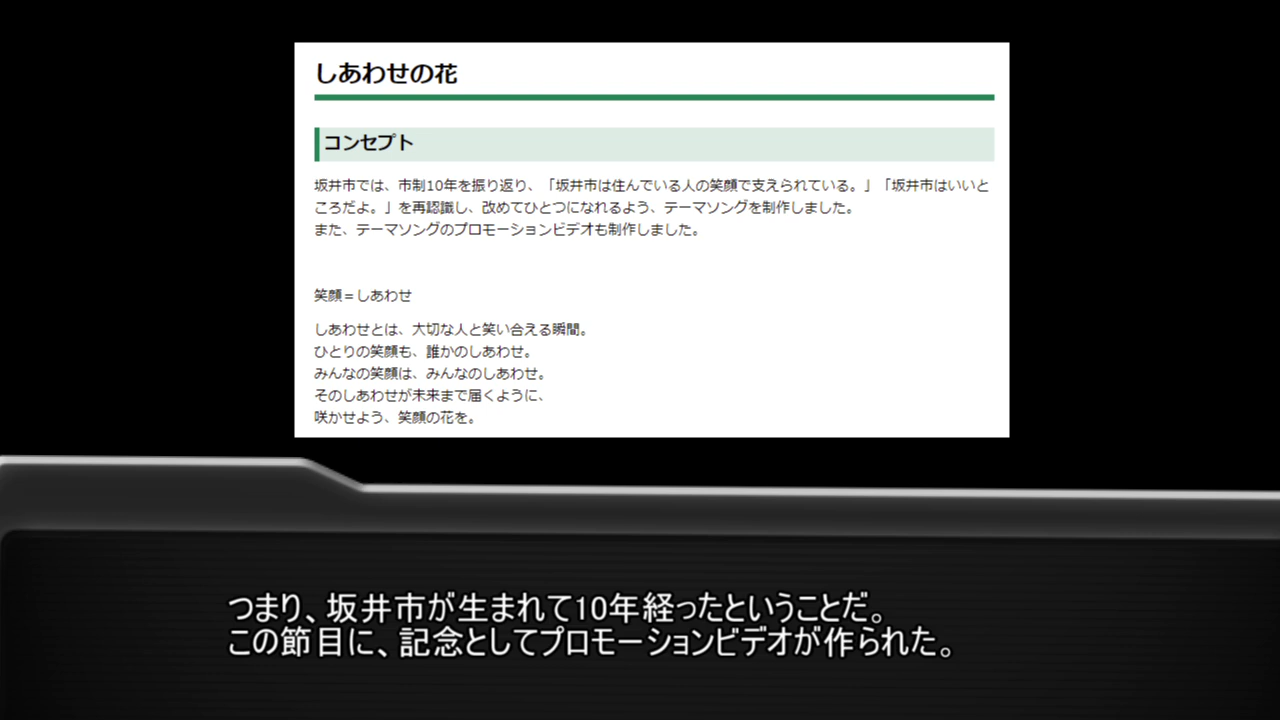 しあわせの花
コンセプト
坂井市では、市制10年を振り返り、「坂井市は住んでいる人の笑顔で支えられている。」「坂井市はいいと
ころだよ。」を再認識し、改めてひとつになれるよう、テーマソングを制作しました。
また、テーマソングのプロモーションビデオも制作しました。
笑顔＝しあわせ
しあわせとは、大切な人と笑い合える瞬間。
ひとりの笑顔も、誰かのしあわせ。
みんなの笑顔は、みんなのしあわせ。
そのしあわせが未来まで届くように、
咲かせよう、笑顔の花を。
つまり、坂井市が生まれて10年経ったということだ。
この節目に、記念としてプロモーションビデオが作られた。